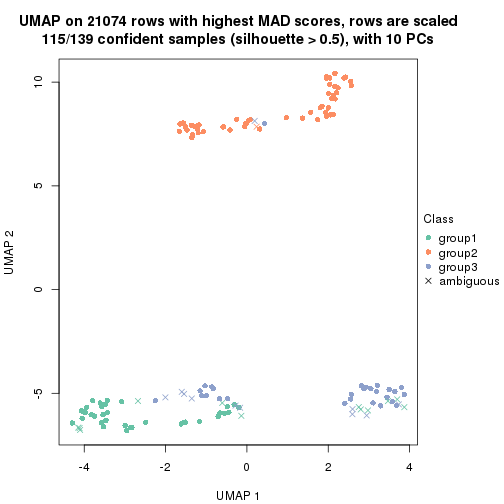 UMAP on 21074 rows with highest MAD scores, rows are scaled
115/139 confident samples (silhouette > 0.5), with 10 PCs
10
5
0
-5
UMAP 2
-4
-2
0
2
4
UMAP 1
Class
group1
group2
group3
ambiguous